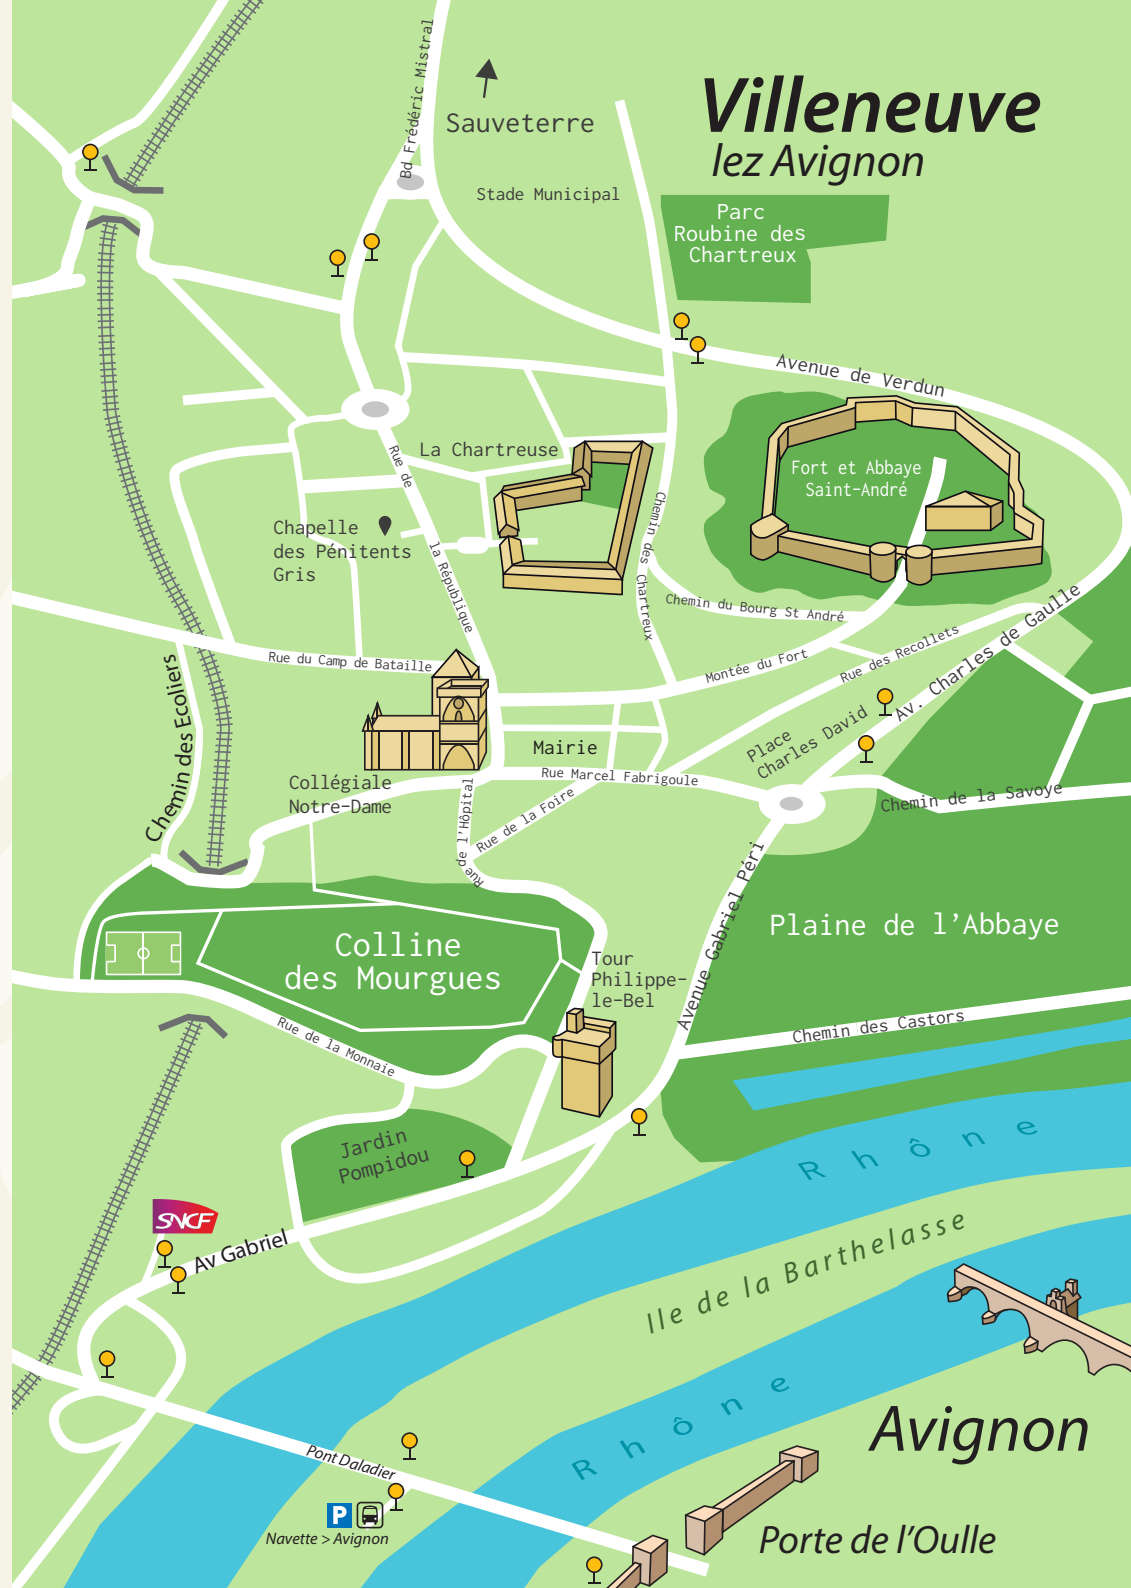 Villeneuve
lez Avignon
Bd Frédéric Mistral
Sauveterre
Stade Municipal
Parc
Roubine des
Chartreux
Avenue de Verdun
La Chartreuse
Fort et Abbaye
Saint-André
Rue de
la République
Chapelle
des Pénitents
Gris
Chemin des Chartreux
Chemin du Bourg St André
Rue du Camp de Bataille
Montée du Fort
Rue des Recollets
Av. Charles de Gaulle
Chemin des Ecoliers
Place
Charles David
Mairie
Collégiale
Notre-Dame
Rue Marcel Fabrigoule
Chemin de la Savoye
Rue de l'Hôpital
Rue de la Foire
Avenue Gabriel Péri
Plaine de l'Abbaye
Colline
des Mourgues
Tour
Philippe-
le-Bel
Chemin des Castors
Rue de la Monnaie
Jardin
Pompidou
Rhône
SNCF
Av Gabriel
Ile de la Barthelasse
Rhône
Avignon
Pont Daladier
P
Navette > Avignon
Porte de l'Oulle